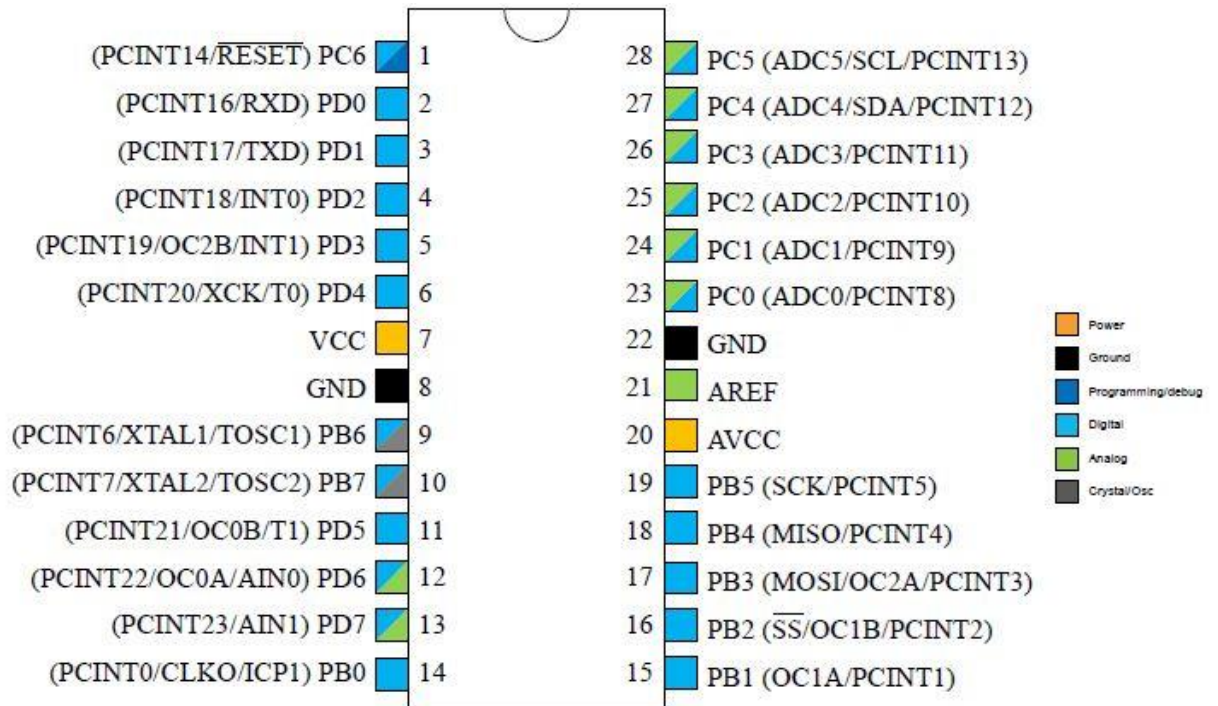 (PCINT14/RESET) PC6 1
(PCINT16/RXD) PD0 2
(PCINT17/TXD) PD1 3
(PCINT18/INT0) PD2 4
(PCINT19/OC2B/INT1) PD3 5
(PCINT20/XCK/T0) PD4 6
VCC 7
GND 8
(PCINT6/XTAL1/TOSC1) PB6 9
(PCINT7/XTAL2/TOSC2) PB7 10
(PCINT21/OC0B/T1) PD5 11
(PCINT22/OC0A/AIN0) PD6 12
(PCINT23/AIN1) PD7 13
(PCINT0/CLKO/ICP1) PB0 14
28 PC5 (ADC5/SCL/PCINT13)
27 PC4 (ADC4/SDA/PCINT12)
26 PC3 (ADC3/PCINT11)
25 PC2 (ADC2/PCINT10)
24 PC1 (ADC1/PCINT9)
23 PC0 (ADC0/PCINT8)
22 GND
21 AREF
20 AVCC
19 PB5 (SCK/PCINT5)
18 PB4 (MISO/PCINT4)
17 PB3 (MOSI/OC2A/PCINT3)
16 PB2 (SS/OC1B/PCINT2)
15 PB1 (OC1A/PCINT1)
Power
Ground
Programming/debug
Digital
Analog
Crystal/Osc